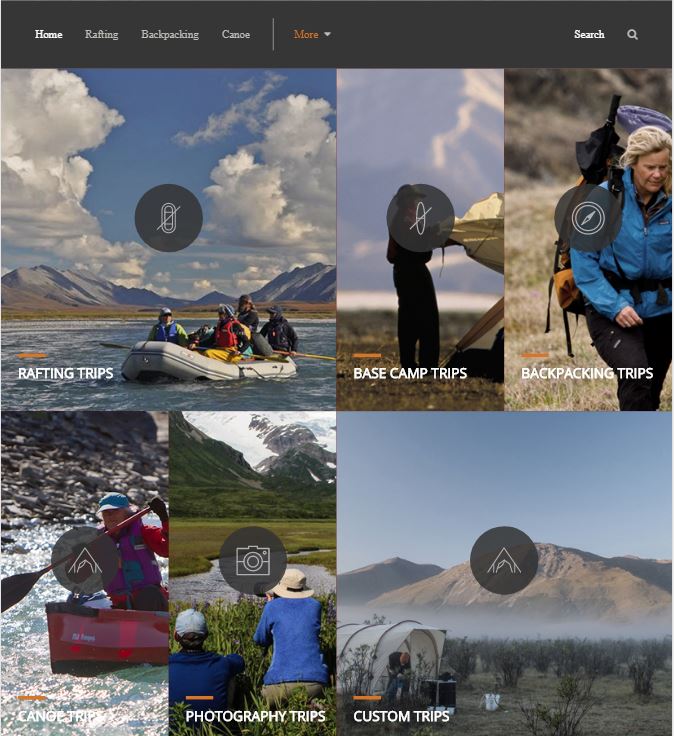 Home Rafting Backpacking Canoe More Search
RAFTING TRIPS
BASE CAMP TRIPS
BACKPACKING TRIPS
CANOE TRIPS
PHOTOGRAPHY TRIPS
CUSTOM TRIPS